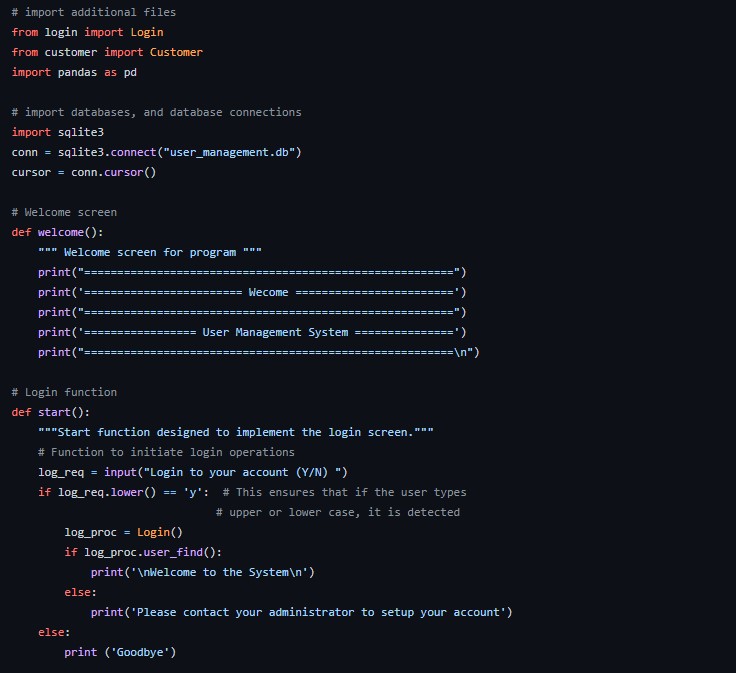 # import additional files
from login import Login
from customer import Customer
import pandas as pd
# import databases, and database connections
import sqlite3
conn = sqlite3.connect("user_management.db")
cursor = conn.cursor()
# Welcome screen
def welcome():
    """ Welcome screen for program """
    print("========================================================")
    print('======================== Wecome ========================')
    print("========================================================")
    print('================= User Management System ===============')
    print("========================================================\n")
# Login function
def start():
    """Start function designed to implement the login screen."""
    # Function to initiate login operations
    log_req = input("Login to your account (Y/N) ")
    if log_req.lower() == 'y':  # This ensures that if the user types
                               # upper or lower case, it is detected
        log_proc = Login()
        if log_proc.user_find():
            print('\nWelcome to the System\n')
        else:
            print('Please contact your administrator to setup your account')
    else:
        print ('Goodbye')